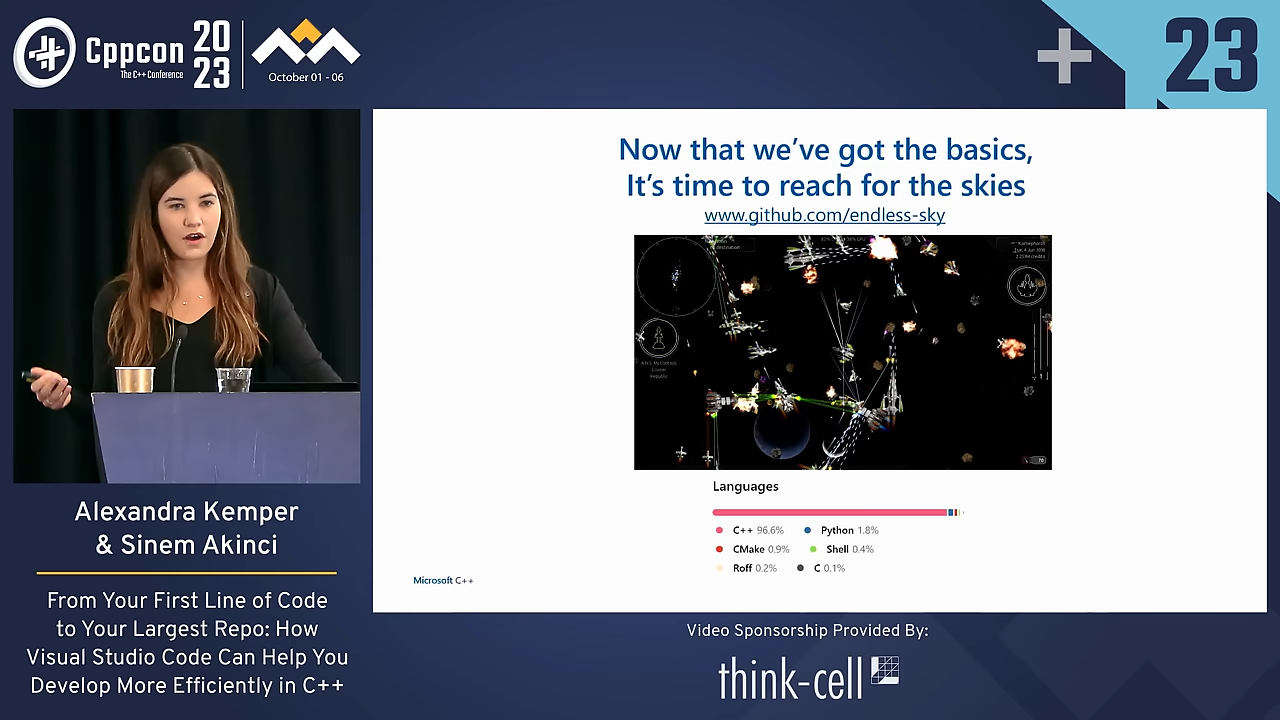 Cppcon
The C++ Conference
20
23
October 01 - 06
23
Now that we've got the basics,
It's time to reach for the skies
www.github.com/endless-sky
Languages
C++ 96.6%
Python 1.8%
CMake 0.9%
Shell 0.4%
Roff 0.2%
C 0.1%
Microsoft C++
Alexandra Kemper
& Sinem Akinci
From Your First Line of Code
to Your Largest Repo: How
Visual Studio Code Can Help You
Develop More Efficiently in C++
Video Sponsorship Provided By:
think-cell